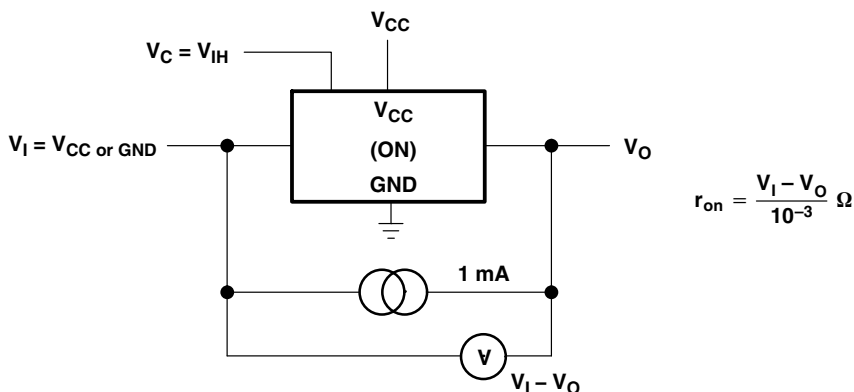 V_CC
V_C = V_IH
V_CC
V_I = V_CC or GND
(ON)
V_O
GND
r_on = V_I – V_O / 10^–3 Ω
1 mA
V
V_I – V_O